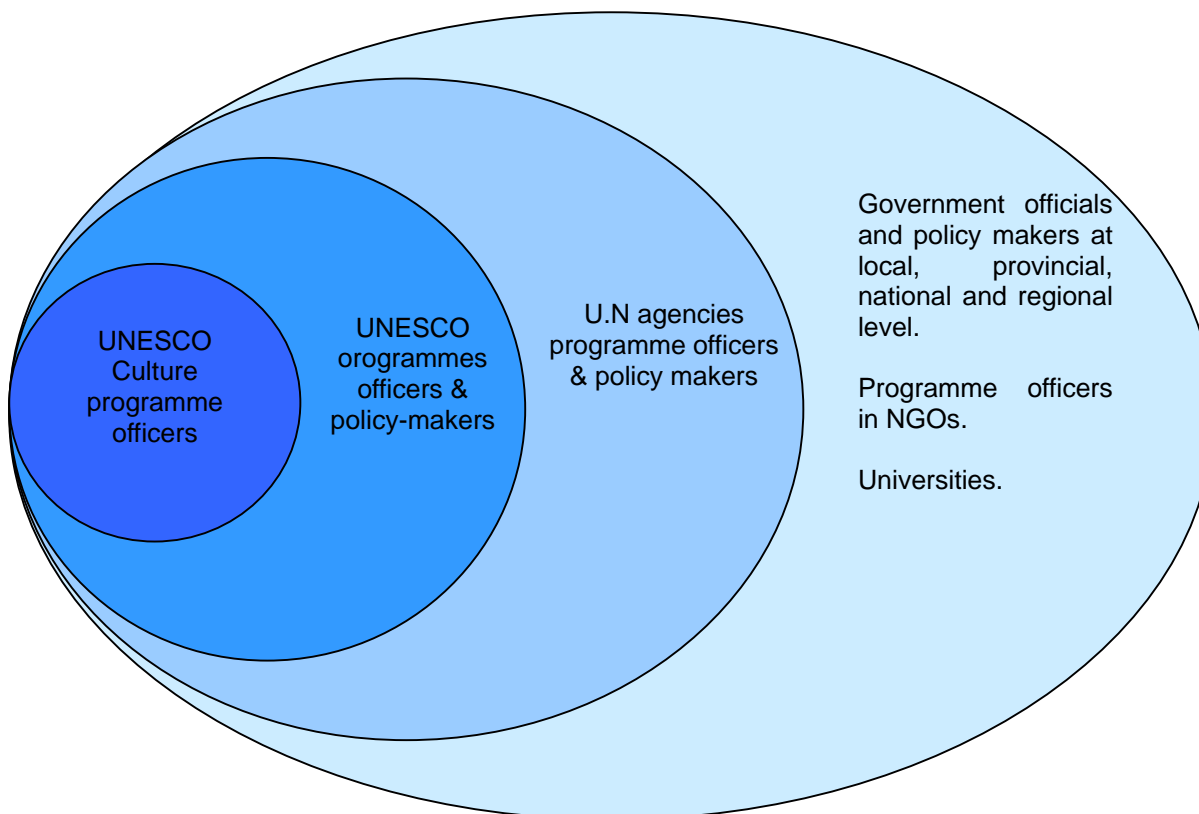 UNESCO
Culture
programme
officers
UNESCO
orogrammes
officers &
policy-makers
U.N agencies
programme officers
& policy makers
Government officials
and policy makers at
local, provincial,
national and regional
level.
Programme officers
in NGOs.
Universities.